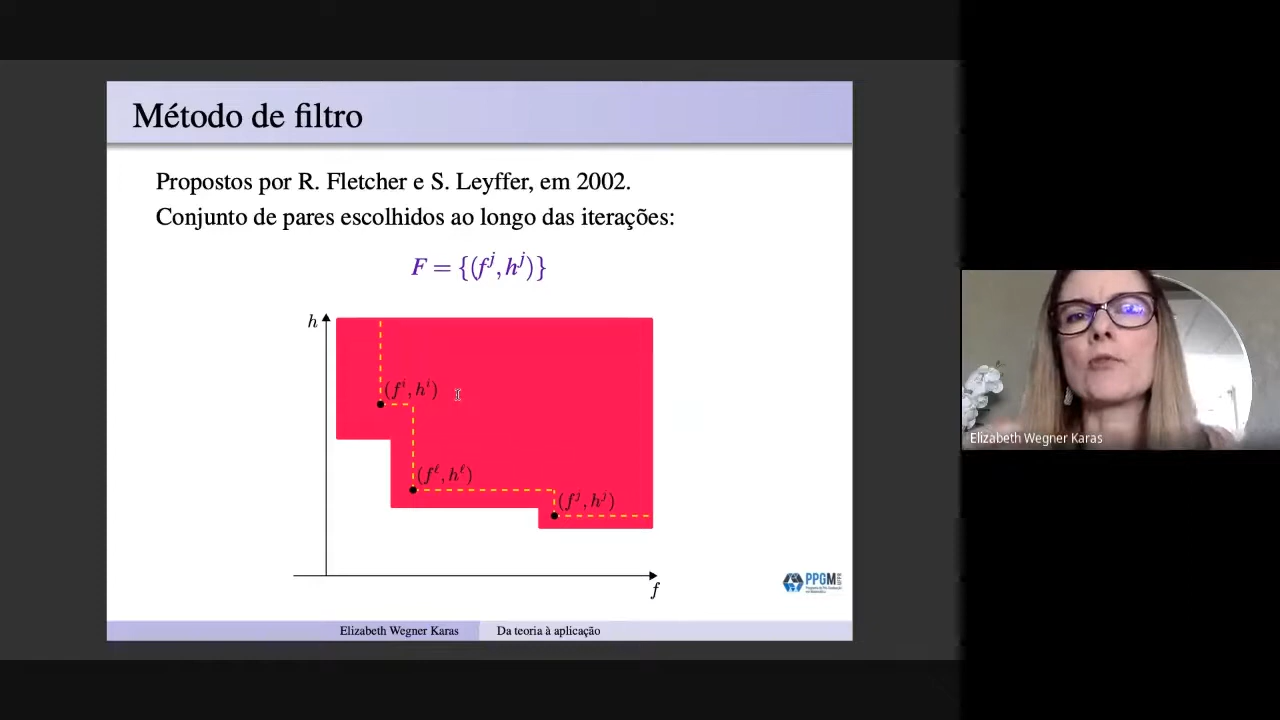 Método de filtro
Propostos por R. Fletcher e S. Leyffer, em 2002.
Conjunto de pares escolhidos ao longo das iterações:
F = {(f^j, h^j)}
h
(f^i, h^i)
(f^ℓ, h^ℓ)
(f^j, h^j)
f
PPGM
UFPR
Elizabeth Wegner Karas
Da teoria à aplicação
Elizabeth Wegner Karas